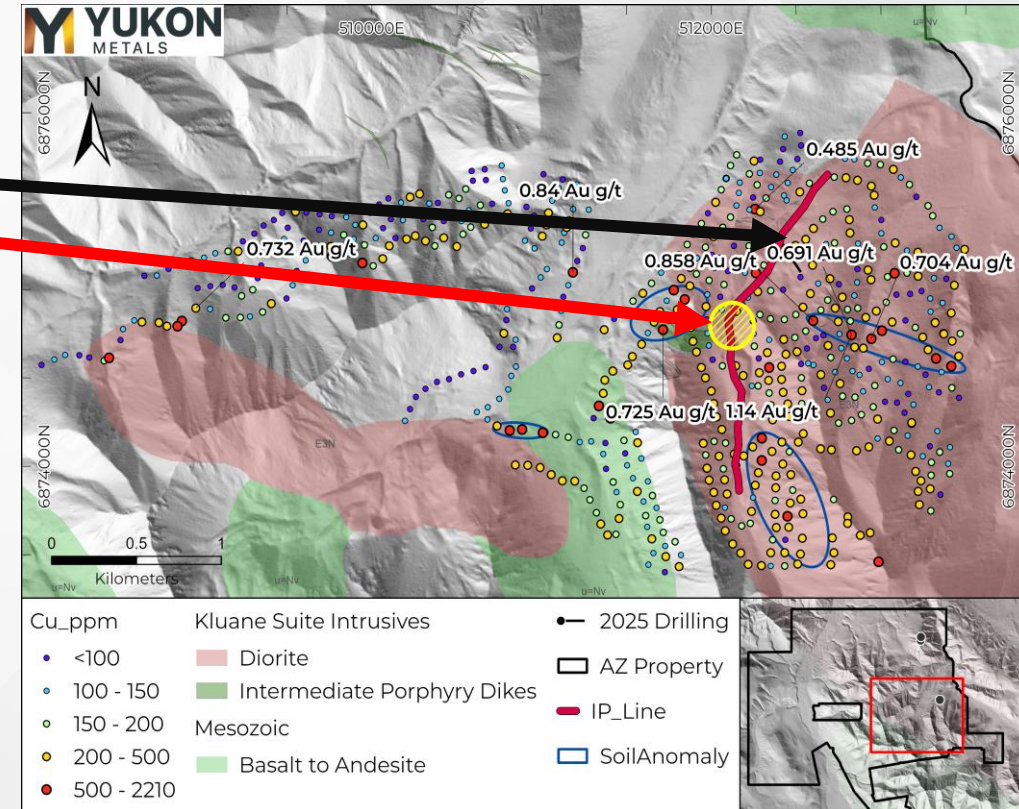 YUKON
METALS
510000E
512000E
u=Nv
N
6876000N
6876000N
0.485 Au g/t
0.84 Au g/t
0.732 Au g/t
0.858 Au g/t
0.691 Au g/t
0.704 Au g/t
0.725 Au g/t
1.14 Au g/t
E3N
6874000N
6874000N
0 0.5 1
Kilometers
u=Nv
u=Nv
Cu_ppm
<100
100 - 150
150 - 200
200 - 500
500 - 2210
Kluane Suite Intrusives
Diorite
Intermediate Porphyry Dikes
Mesozoic
Basalt to Andesite
2025 Drilling
AZ Property
IP_Line
SoilAnomaly